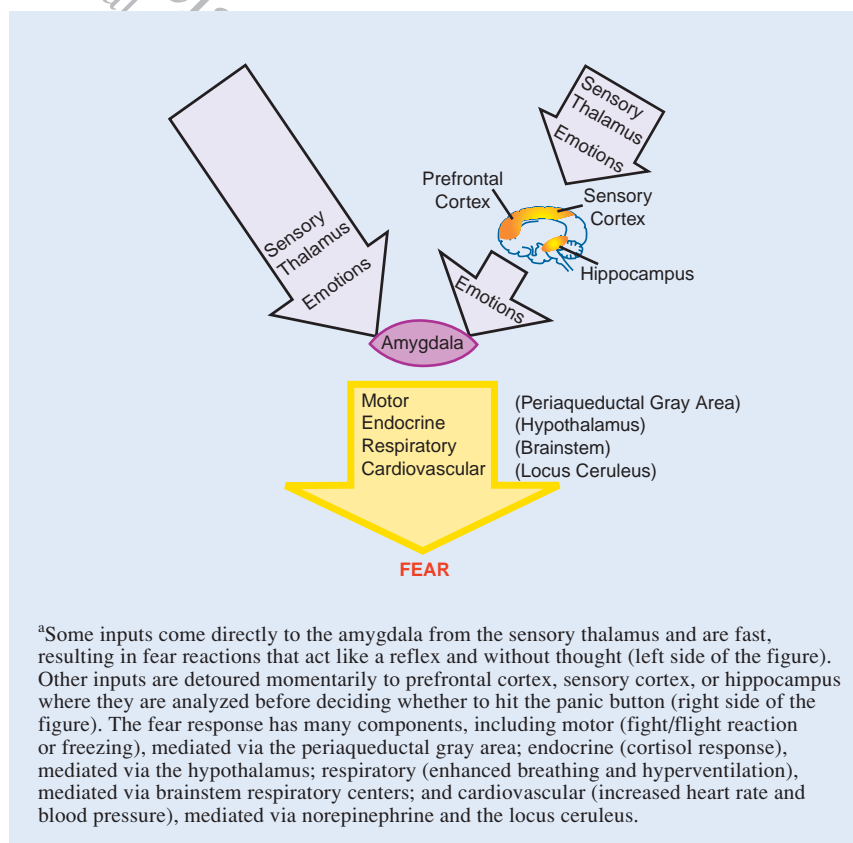 Sensory
Thalamus
Emotions
Sensory
Thalamus
Emotions
Prefrontal
Cortex
Sensory
Cortex
Hippocampus
Emotions
Amygdala
Motor (Periaqueductal Gray Area)
Endocrine (Hypothalamus)
Respiratory (Brainstem)
Cardiovascular (Locus Ceruleus)
FEAR
ᵃSome inputs come directly to the amygdala from the sensory thalamus and are fast,
resulting in fear reactions that act like a reflex and without thought (left side of the figure).
Other inputs are detoured momentarily to prefrontal cortex, sensory cortex, or hippocampus
where they are analyzed before deciding whether to hit the panic button (right side of the
figure). The fear response has many components, including motor (fight/flight reaction
or freezing), mediated via the periaqueductal gray area; endocrine (cortisol response),
mediated via the hypothalamus; respiratory (enhanced breathing and hyperventilation),
mediated via brainstem respiratory centers; and cardiovascular (increased heart rate and
blood pressure), mediated via norepinephrine and the locus ceruleus.